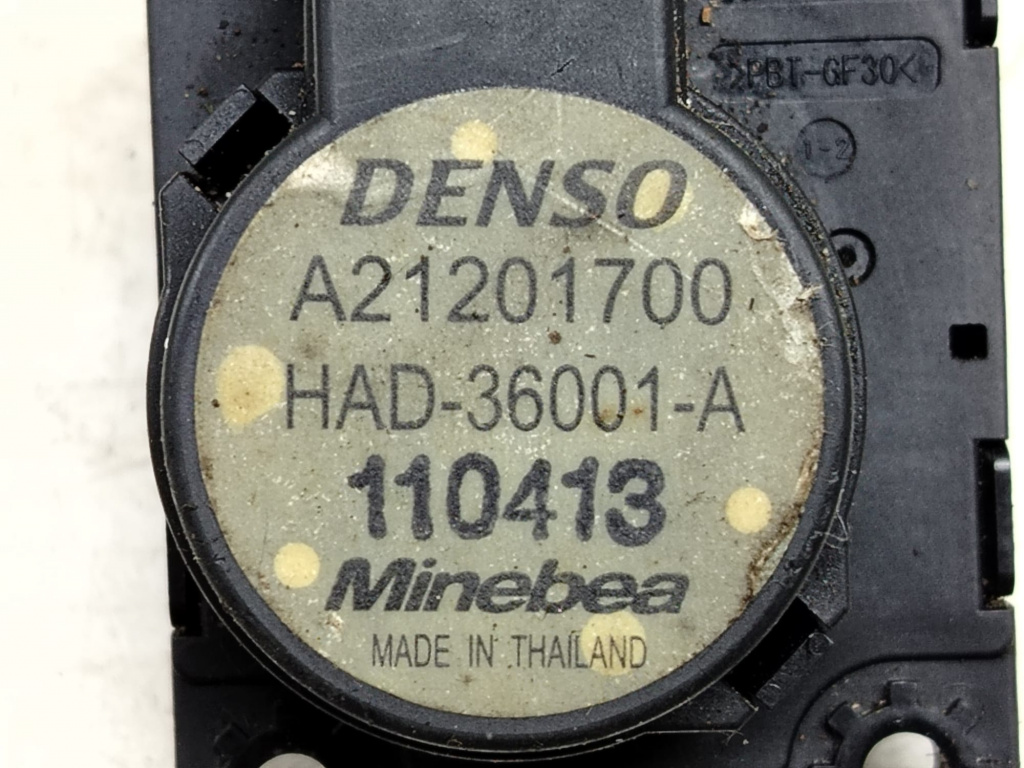 >PBT-GF30<
1-2
DENSO
A21201700
HAD-36001-A
110413
Minebea
MADE IN THAILAND